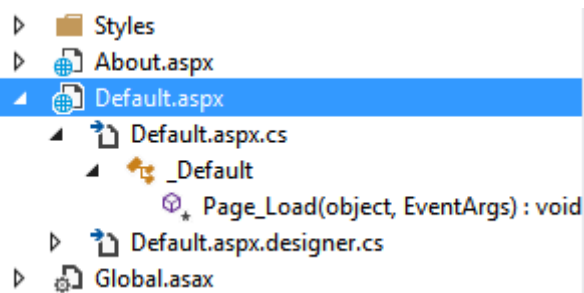 Styles
About.aspx
Default.aspx
Default.aspx.cs
_Default
Page_Load(object, EventArgs) : void
Default.aspx.designer.cs
Global.asax